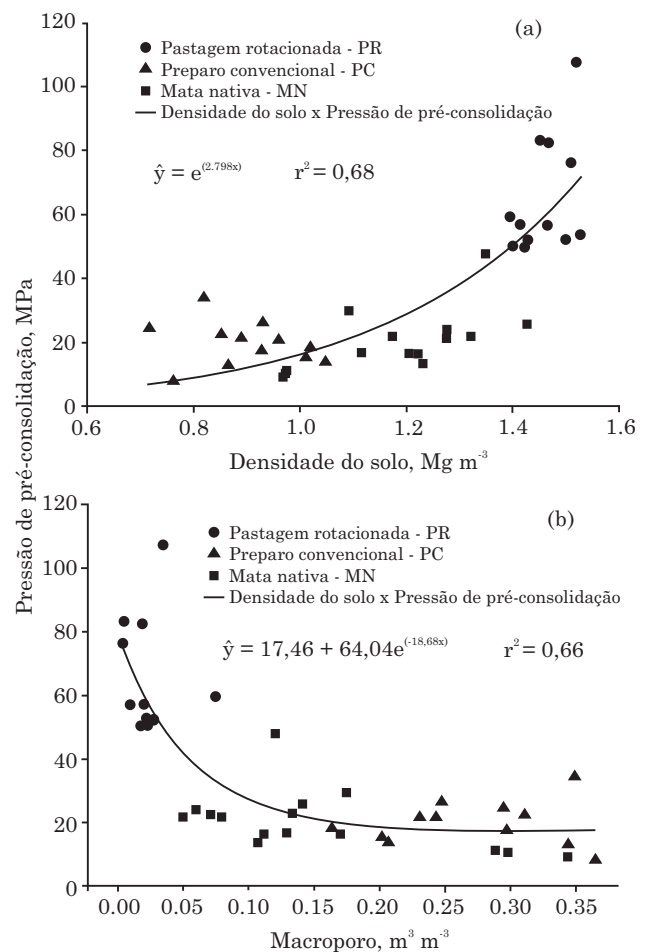 Pressão de pré-consolidação, MPa
120
100
80
60
40
20
0
(a)
Pastagem rotacionada - PR
Preparo convencional - PC
Mata nativa - MN
Densidade do solo x Pressão de pré-consolidação
ŷ = e^(2.798x) r² = 0,68
0.6 0.8 1.0 1.2 1.4 1.6
Densidade do solo, Mg m⁻³
120
100
80
60
40
20
0
(b)
Pastagem rotacionada - PR
Preparo convencional - PC
Mata nativa - MN
Densidade do solo x Pressão de pré-consolidação
ŷ = 17,46 + 64,04e^(-18,68x) r² = 0,66
0.00 0.05 0.10 0.15 0.20 0.25 0.30 0.35
Macroporo, m³ m⁻³